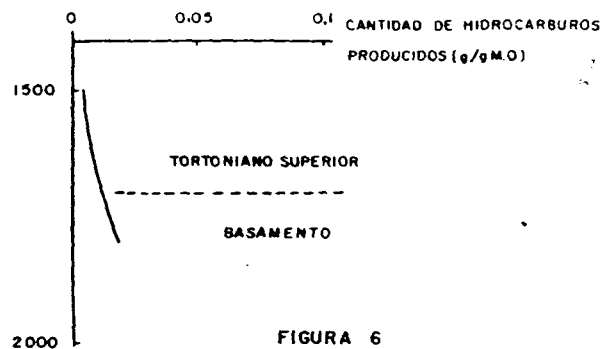 0 0.05 0.1 CANTIDAD DE HIDROCARBUROS
PRODUCIDOS (g/gM.O)
1500
TORTONIANO SUPERIOR
BASAMENTO
2000
FIGURA 6